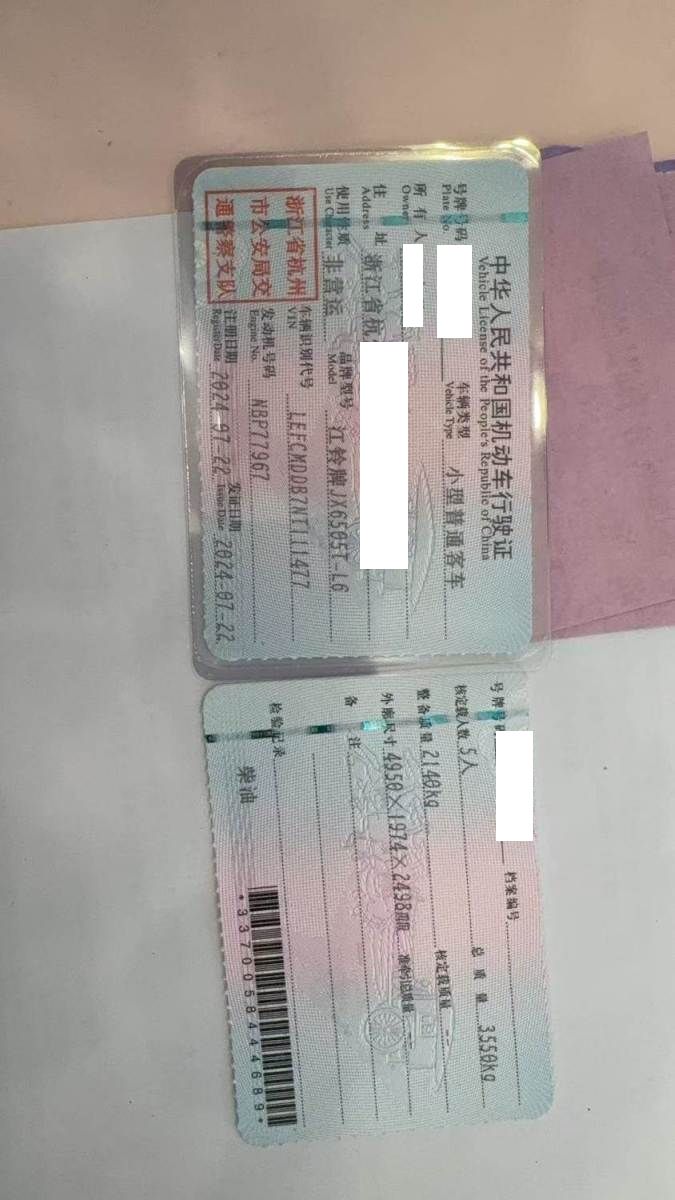 中华人民共和国机动车行驶证
Vehicle License of the People's Republic of China
号牌号码 车辆类型 小型普通客车
Plate No. Vehicle Type
所有人
Owner
住址 浙江省杭
Address
使用性质 非营运 品牌型号 江铃牌JX6505T-L6
Use Character Model
浙江省杭州
市公安局交
通警察支队
车辆识别代号
VIN LEFCMDDB7NT111477
发动机号码
Engine No. NBP77967
注册日期 2024-07-22 发证日期 2024-07-22
Register Date Issue Date
号牌号码 档案编号
核定载人数 5人 总质量 3550kg
整备质量 2140kg 核定载质量 --
外廓尺寸 4950×1974×2498mm 准牵引总质量 --
备注
检验记录
柴油
*3370058444689*